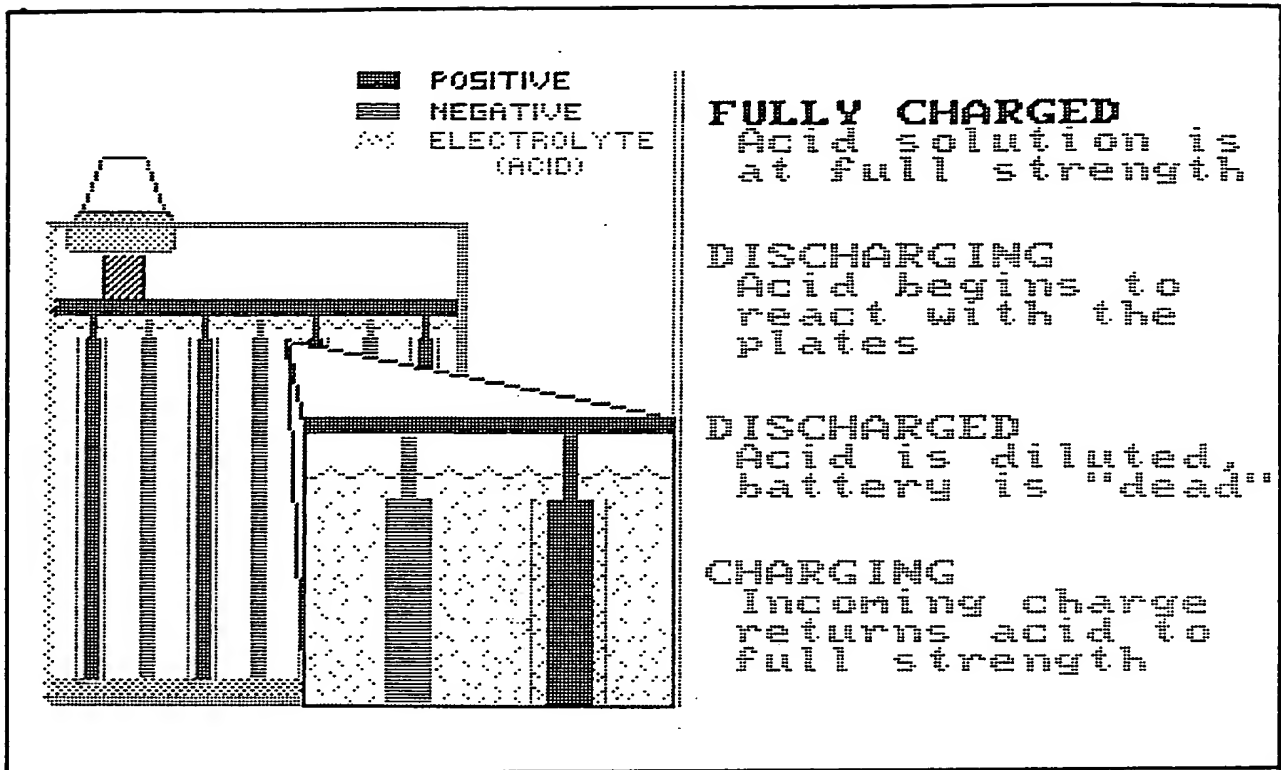 POSITIVE
NEGATIVE
ELECTROLYTE
(ACID)
FULLY CHARGED
Acid solution is
at full strength
DISCHARGING
Acid begins to
react with the
plates
DISCHARGED
Acid is diluted,
battery is "dead"
CHARGING
Incoming charge
returns acid to
full strength